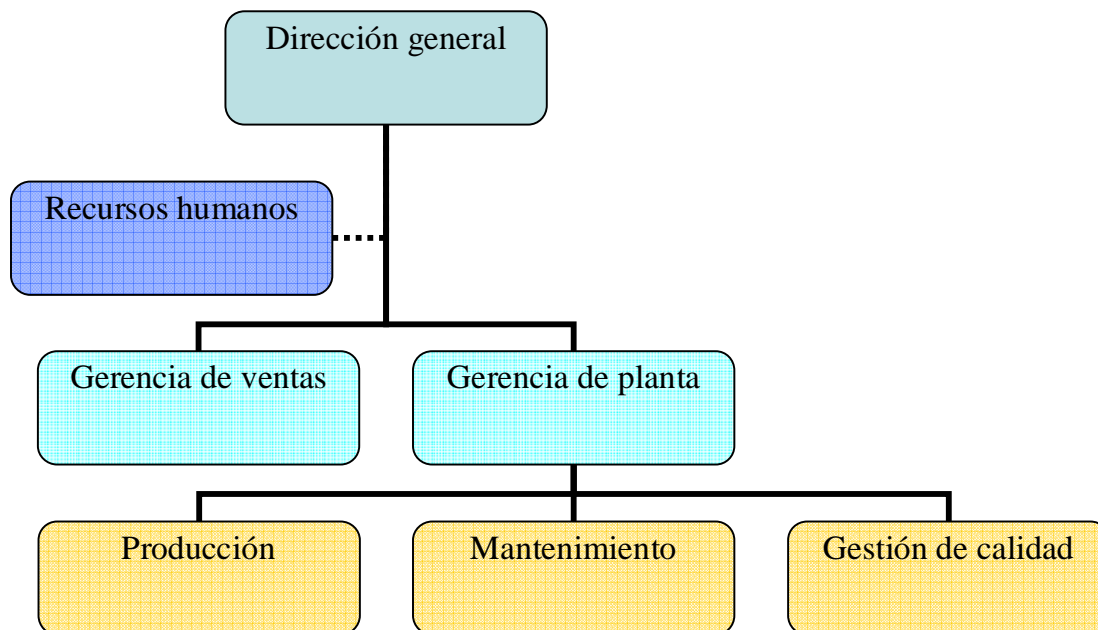 Dirección general
Recursos humanos
Gerencia de ventas
Gerencia de planta
Producción
Mantenimiento
Gestión de calidad